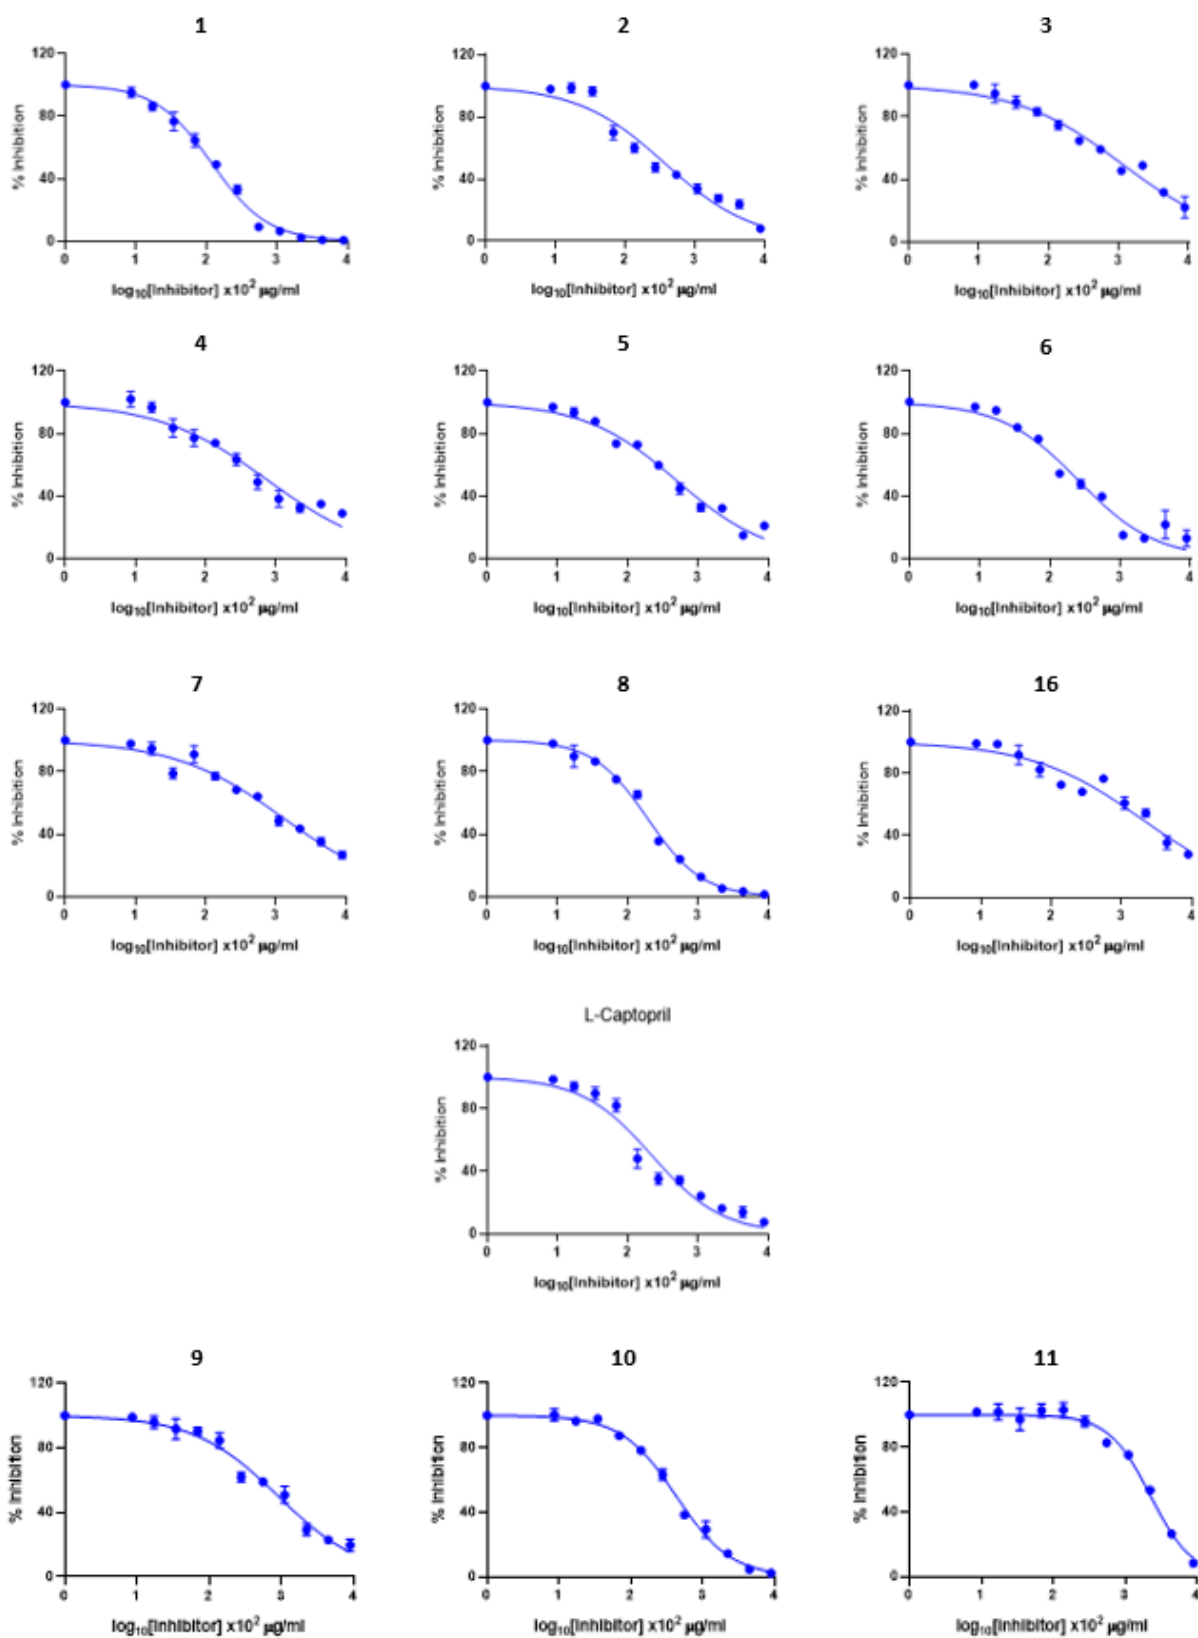 1 2 3
120 120 120
80 80 80
40 40 40
0 0 0
% Inhibition % Inhibition % Inhibition
0 1 2 3 4 0 1 2 3 4 0 1 2 3 4
log₁₀[Inhibitor] x10² µg/ml log₁₀[Inhibitor] x10² µg/ml log₁₀[Inhibitor] x10² µg/ml
4 5 6
120 120 120
80 80 80
40 40 40
0 0 0
% Inhibition % Inhibition % Inhibition
0 1 2 3 4 0 1 2 3 4 0 1 2 3 4
log₁₀[Inhibitor] x10² µg/ml log₁₀[Inhibitor] x10² µg/ml log₁₀[Inhibitor] x10² µg/ml
7 8 16
120 120 120
80 80 80
40 40 40
0 0 0
% Inhibition % Inhibition % Inhibition
0 1 2 3 4 0 1 2 3 4 0 1 2 3 4
log₁₀[Inhibitor] x10² µg/ml log₁₀[Inhibitor] x10² µg/ml log₁₀[Inhibitor] x10² µg/ml
L-Captopril
120
80
40
0
% Inhibition
0 1 2 3 4
log₁₀[Inhibitor] x10² µg/ml
9 10 11
120 120 120
80 80 80
40 40 40
0 0 0
% Inhibition % Inhibition % Inhibition
0 1 2 3 4 0 1 2 3 4 0 1 2 3 4
log₁₀[Inhibitor] x10² µg/ml log₁₀[Inhibitor] x10² µg/ml log₁₀[Inhibitor] x10² µg/ml